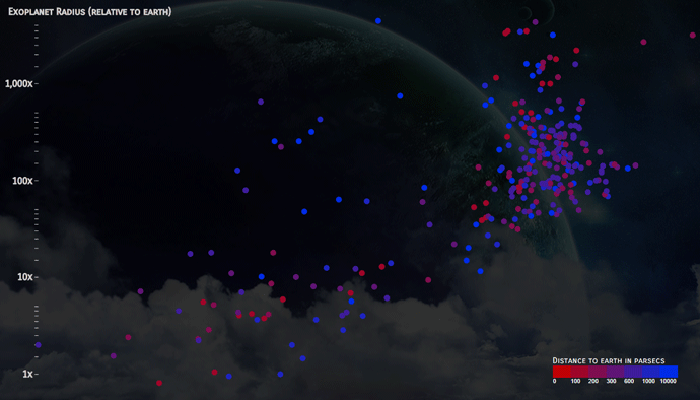 Exoplanet Radius (relative to earth)
1,000x
100x
10x
1x
Distance to earth in parsecs
0 100 200 300 600 1000 10000